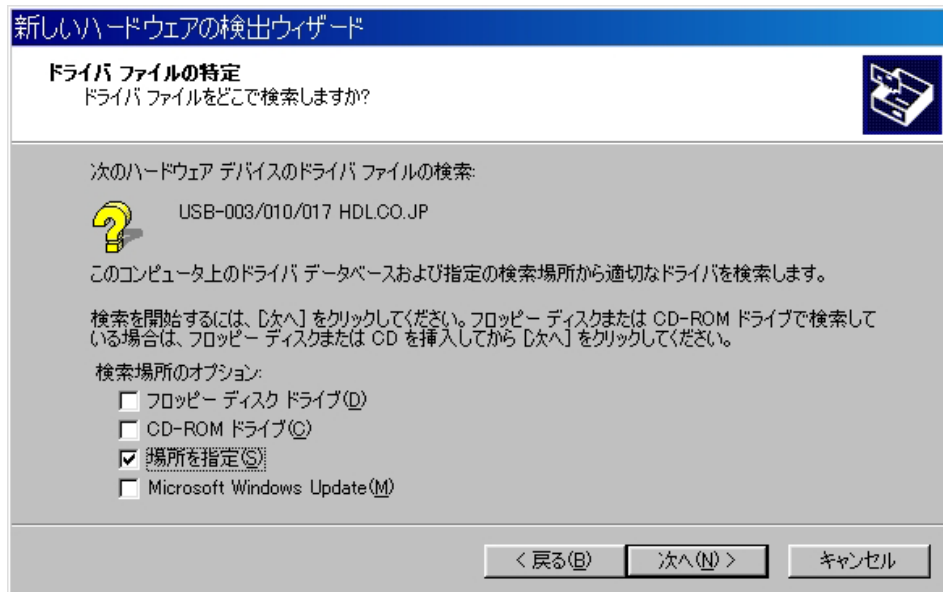 新しいハードウェアの検出ウィザード
ドライバ ファイルの特定
ドライバ ファイルをどこで検索しますか?
次のハードウェア デバイスのドライバ ファイルの検索:
USB-003/010/017 HDL.CO.JP
このコンピュータ上のドライバ データベースおよび指定の検索場所から適切なドライバを検索します。
検索を開始するには、[次へ] をクリックしてください。フロッピー ディスクまたは CD-ROM ドライブで検索して
いる場合は、フロッピー ディスクまたは CD を挿入してから [次へ] をクリックしてください。
検索場所のオプション:
フロッピー ディスク ドライブ(D)
CD-ROM ドライブ(C)
場所を指定(S)
Microsoft Windows Update(M)
< 戻る(B)
次へ(N) >
キャンセル